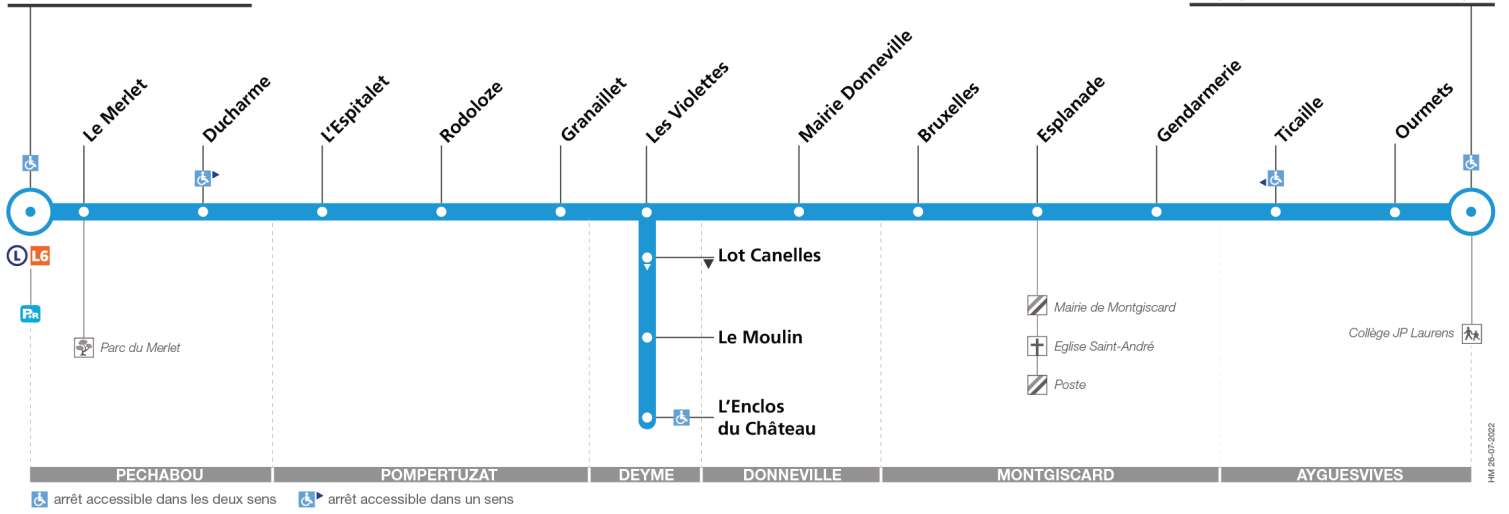 Le Merlet
Ducharme
L'Espitalet
Rodoloze
Granaillet
Les Violettes
Mairie Donneville
Bruxelles
Esplanade
Gendarmerie
Ticaille
Ourmets
L L6
P+R
Parc du Merlet
Lot Canelles
Le Moulin
L'Enclos
du Château
Mairie de Montgiscard
Eglise Saint-André
Poste
Collège JP Laurens
HM 26-07-2022
PECHABOU
POMPERTUZAT
DEYME
DONNEVILLE
MONTGISCARD
AYGUESVIVES
arrêt accessible dans les deux sens
arrêt accessible dans un sens